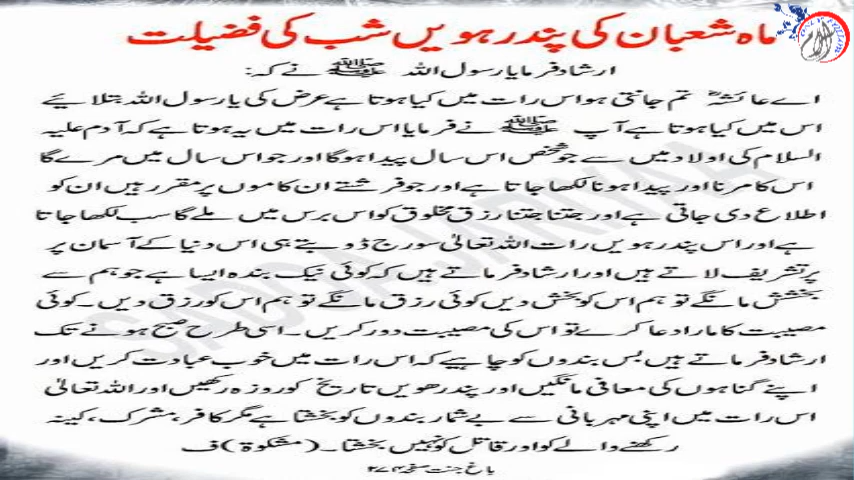 ماہ شعبان کی پندرہویں شب کی فضیلت
ارشاد فرمایا رسول اللہ ﷺ نے کہ:
اے عائشہؓ تم جانتی ہو اس رات میں کیا ہوتا ہے عرض کی یا رسول اللہ بتلائیے
اس میں کیا ہوتا ہے آپ ﷺ نے فرمایا اس رات میں یہ ہوتا ہے کہ آدم علیہ
السلام کی اولاد میں سے جو شخص اس سال پیدا ہوگا اور جو اس سال میں مرے گا
اس کا مرنا اور پیدا ہونا لکھا جاتا ہے اور جو فرشتے ان کاموں پر مقرر ہیں ان کو
اطلاع دی جاتی ہے اور جتنا جتنا رزق مخلوق کو اس برس میں ملے گا سب لکھا جاتا
ہے اور اس پندرہویں رات اللہ تعالیٰ سورج ڈوبتے ہی اس دنیا کے آسمان پر
پر تشریف لاتے ہیں اور ارشاد فرماتے ہیں کہ کوئی نیک بندہ ایسا ہے جو ہم سے
بخشش مانگے تو ہم اس کو بخش دیں کوئی رزق مانگے تو ہم اس کو رزق دیں۔ کوئی
مصیبت کا مارا دعا کرے تو اس کی مصیبت دور کریں۔ اسی طرح صبح ہونے تک
ارشاد فرماتے ہیں بس بندوں کو چاہیے کہ اس رات میں خوب عبادت کریں اور
اپنے گناہوں کی معافی مانگیں اور پندرھویں تاریخ کو روزہ رکھیں اور اللہ تعالیٰ
اس رات میں اپنی مہربانی سے بے شمار بندوں کو بخشتا ہے مگر کافر، مشرک، کینہ
رکھنے والے کو اور قاتل کو نہیں بخشتا۔ (مشکوۃ) ف
باغ جنت صفحہ ۲۷۴
SADQA JARIYA